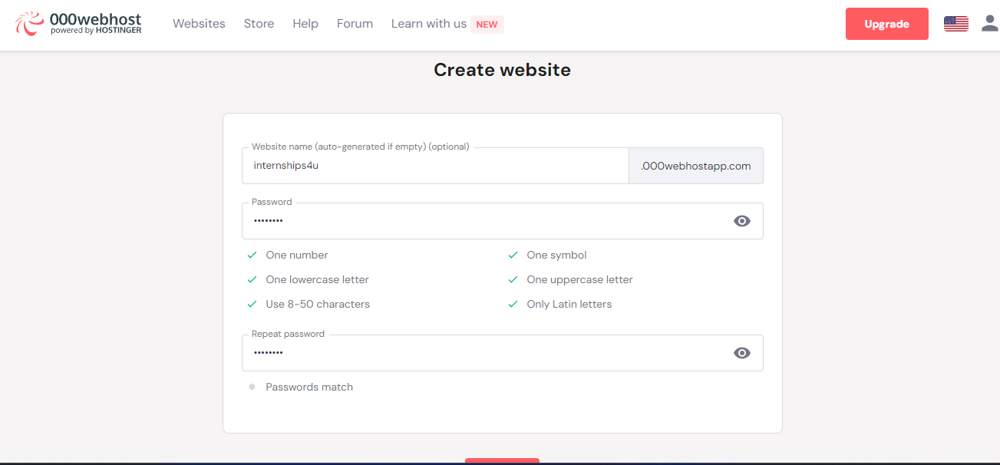 000webhost
powered by HOSTINGER
Websites
Store
Help
Forum
Learn with us NEW
Upgrade
Create website
Website name (auto-generated if empty) (optional)
internships4u
.000webhostapp.com
Password
••••••••
One number
One symbol
One lowercase letter
One uppercase letter
Use 8-50 characters
Only Latin letters
Repeat password
••••••••
Passwords match